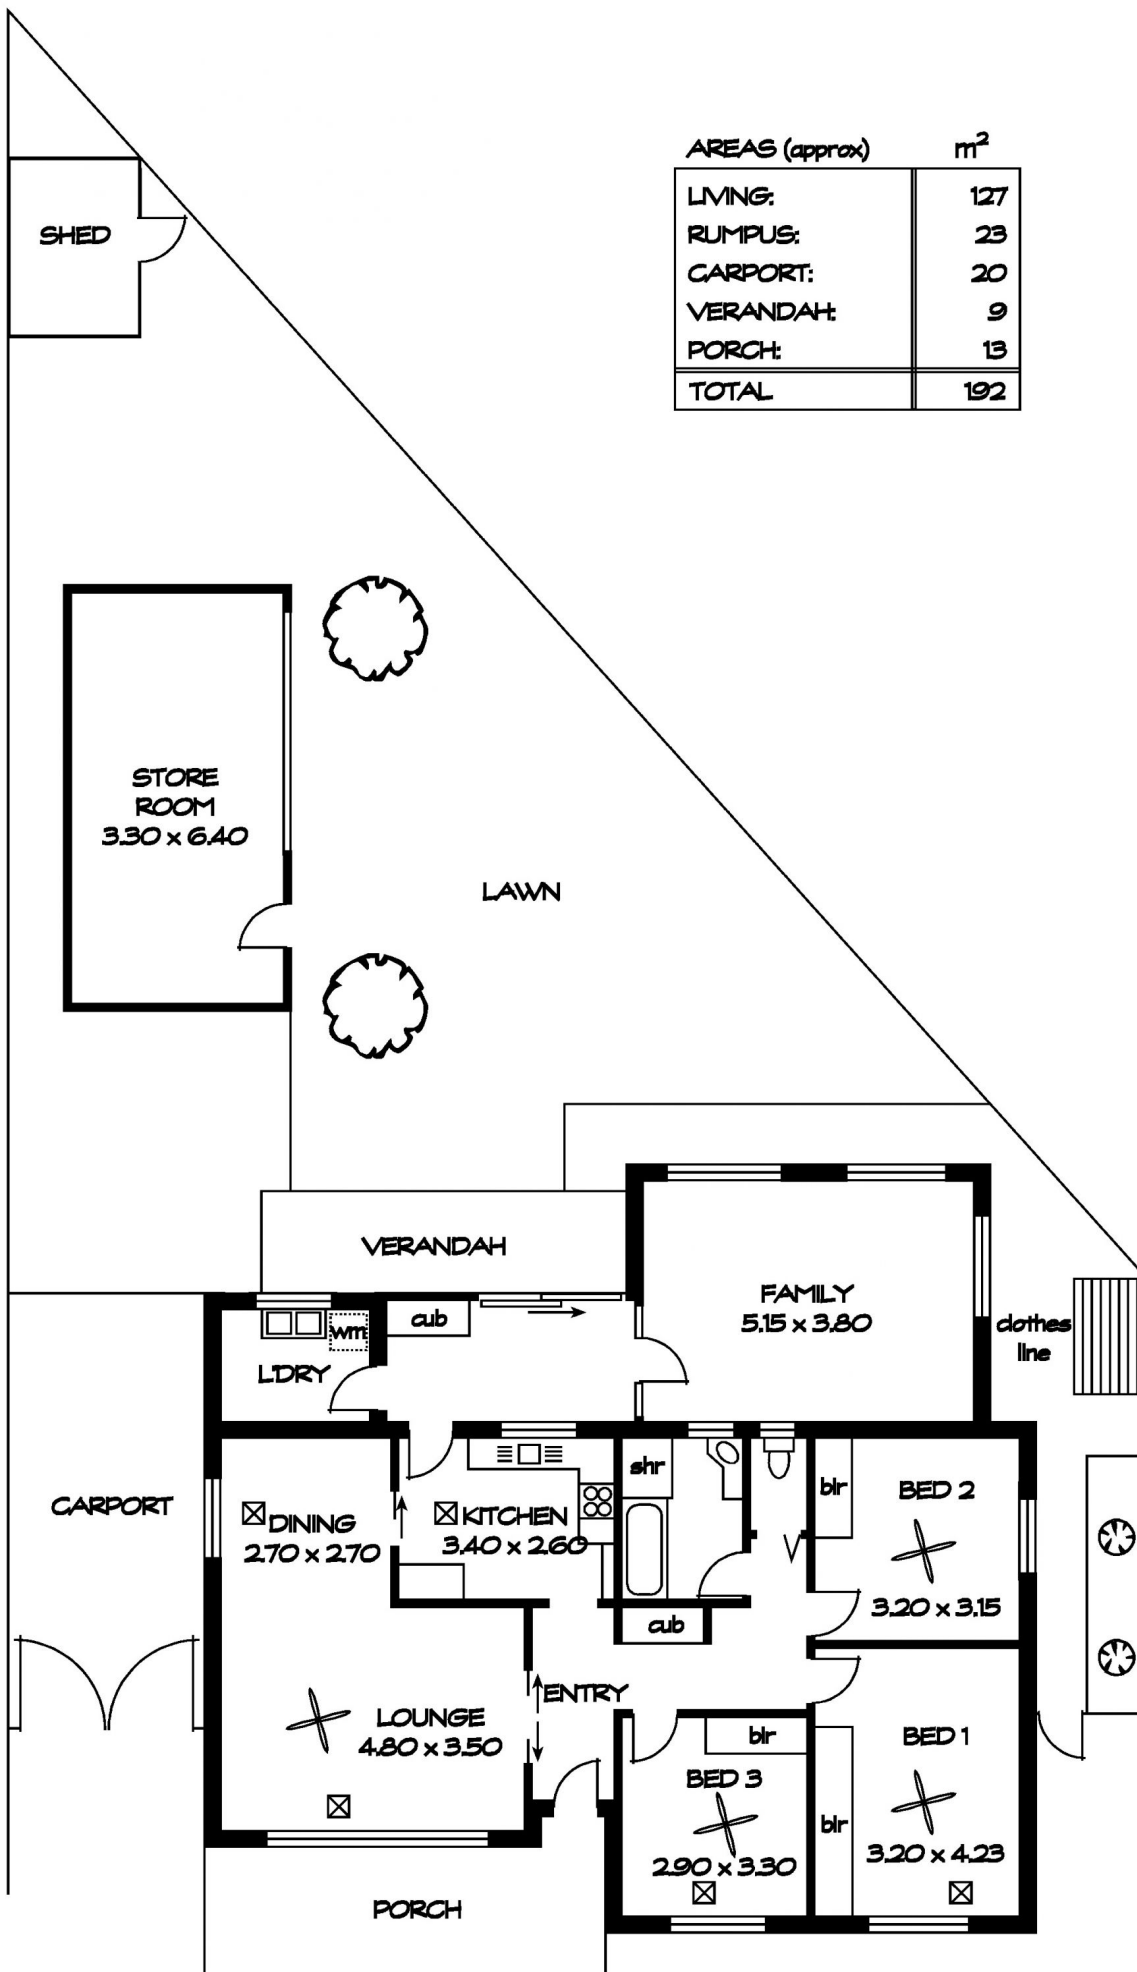 AREAS (approx) m²
LIVING: 127
RUMPUS: 23
CARPORT: 20
VERANDAH: 9
PORCH: 13
TOTAL 192
SHED
STORE
ROOM
3.30 x 6.40
LAWN
VERANDAH
FAMILY
5.15 x 3.80
clothes
line
cub
wm
L'DRY
shr
blr
BED 2
3.20 x 3.15
CARPORT
DINING
2.70 x 2.70
KITCHEN
3.40 x 2.60
cub
ENTRY
LOUNGE
4.80 x 3.50
blr
BED 3
2.90 x 3.30
BED 1
blr
3.20 x 4.23
PORCH